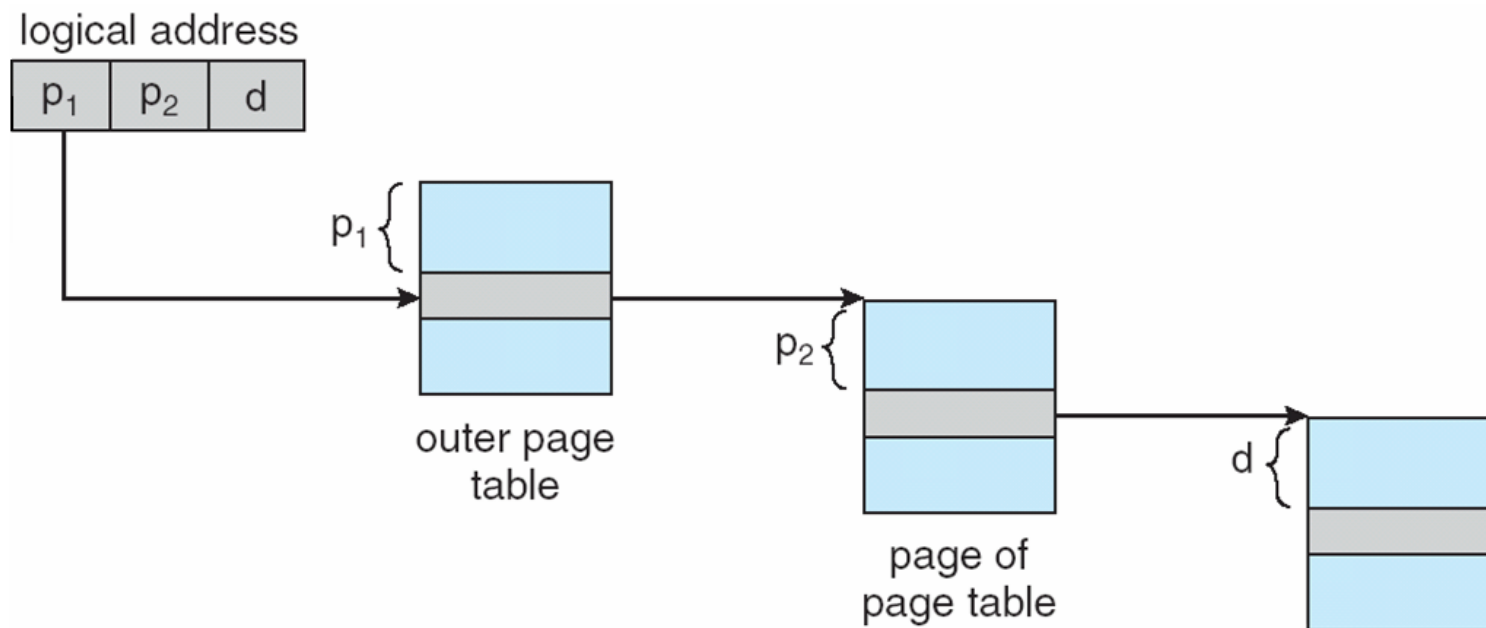 logical address
p₁ p₂ d
p₁
outer page
table
p₂
page of
page table
d